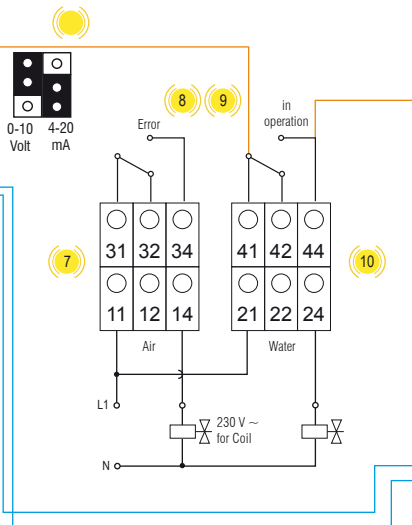 0-10 4-20
Volt mA
8 9
Error
in
operation
31 32 34 41 42 44
7 10
11 12 14 21 22 24
Air Water
L1
230 V ~
for Coil
N